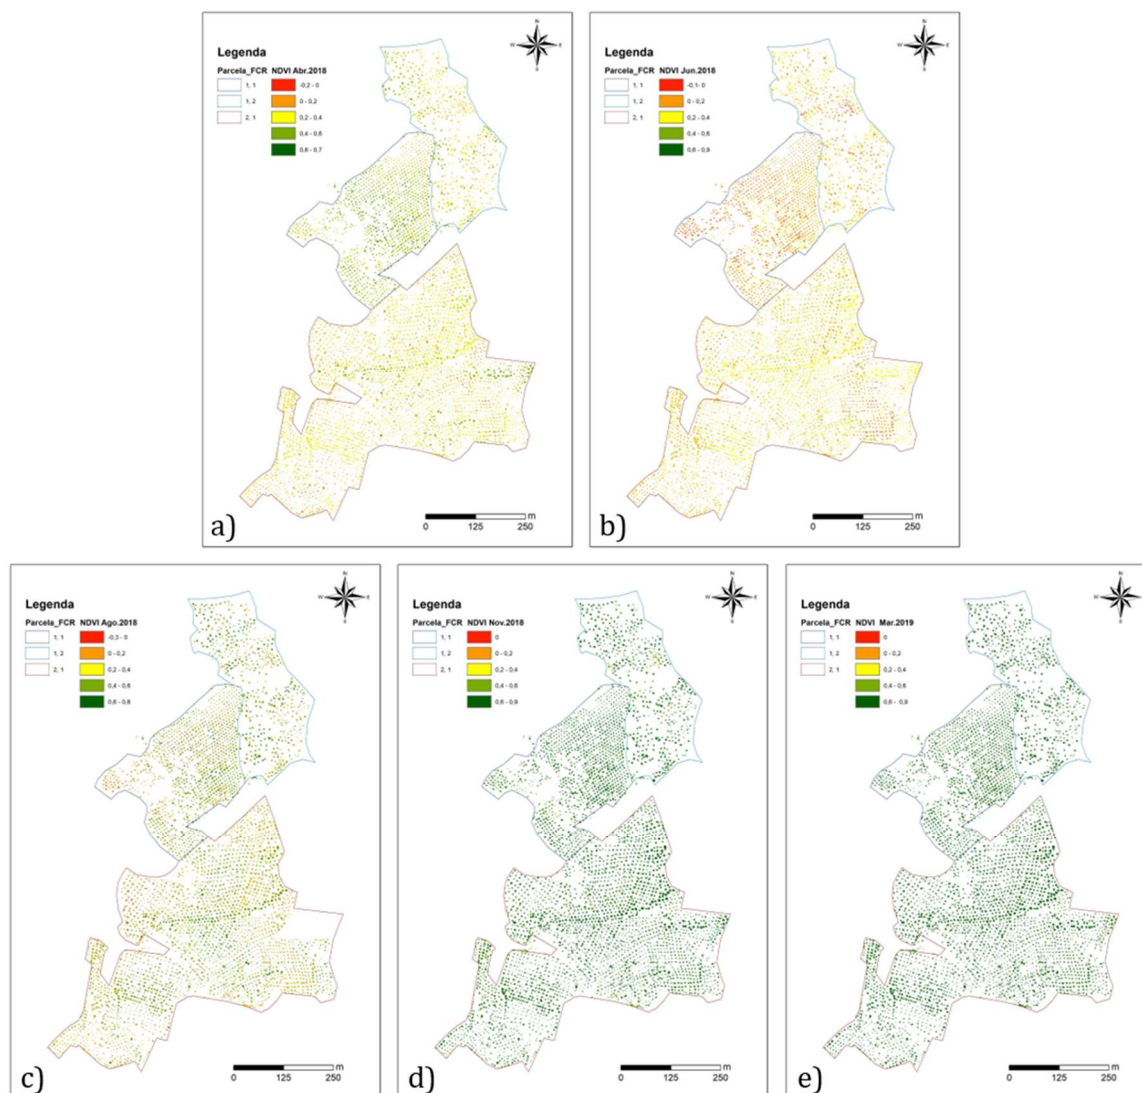 N
W E
S
Legenda
Parcela_FCR NDVI Abr.2018
1, 1 -0,2 - 0
1, 2 0 - 0,2
2, 1 0,2 - 0,4
0,4 - 0,6
0,6 - 0,7
m
0 125 250
a)
N
W E
S
Legenda
Parcela_FCR NDVI Jun.2018
1, 1 -0,1- 0
1, 2 0 - 0,2
2, 1 0,2 - 0,4
0,4 - 0,6
0,6 - 0,9
m
0 125 250
b)
N
W E
S
Legenda
Parcela_FCR NDVI Ago.2018
1, 1 -0,3 - 0
1, 2 0 - 0,2
2, 1 0,2 - 0,4
0,4 - 0,6
0,6 - 0,8
m
0 125 250
c)
N
W E
S
Legenda
Parcela_FCR NDVI Nov.2018
1, 1 0
1, 2 0 - 0,2
2, 1 0,2 - 0,4
0,4 - 0,6
0,6 - 0,9
m
0 125 250
d)
N
W E
S
Legenda
Parcela_FCR NDVI Mar.2019
1, 1 0
1, 2 0 - 0,2
2, 1 0,2 - 0,4
0,4 - 0,6
0,6 - 0,9
m
0 125 250
e)